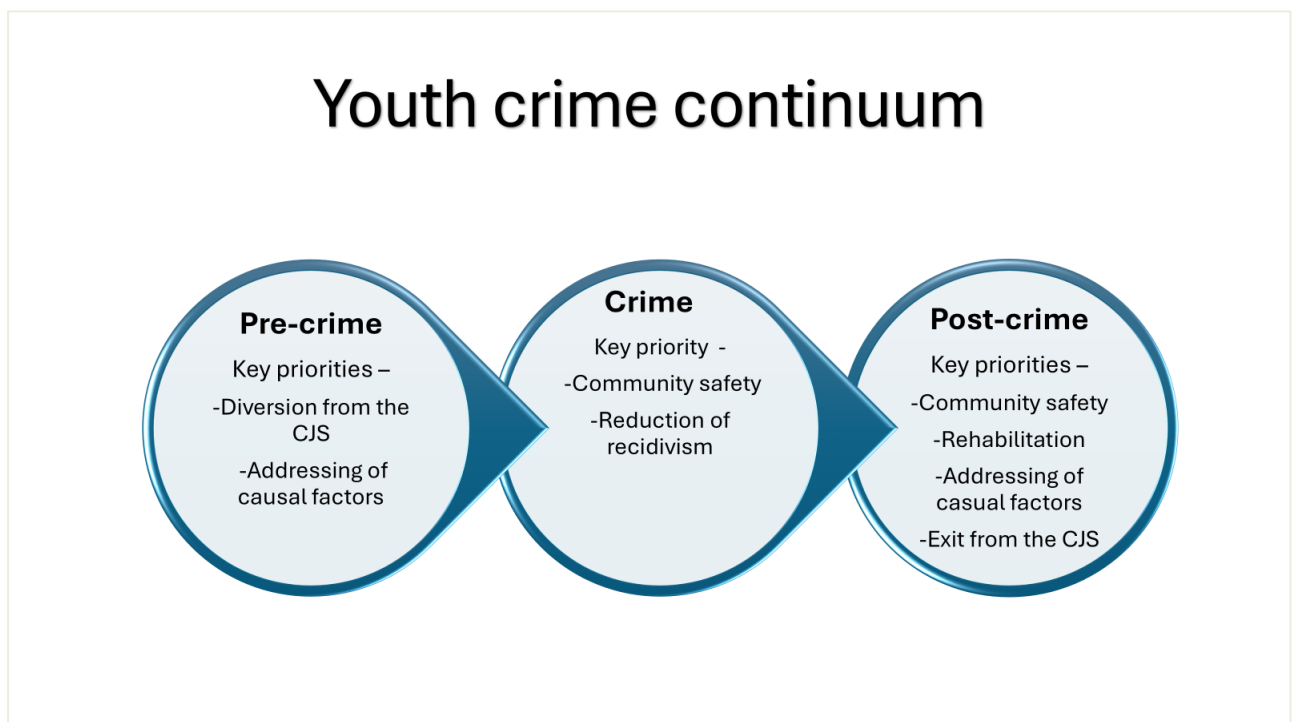 Youth crime continuum
Pre-crime
Key priorities –
-Diversion from the
CJS
-Addressing of
causal factors
Crime
Key priority  -
-Community safety
-Reduction of
recidivism
Post-crime
Key priorities –
-Community safety
-Rehabilitation
-Addressing of
casual factors
-Exit from the CJS